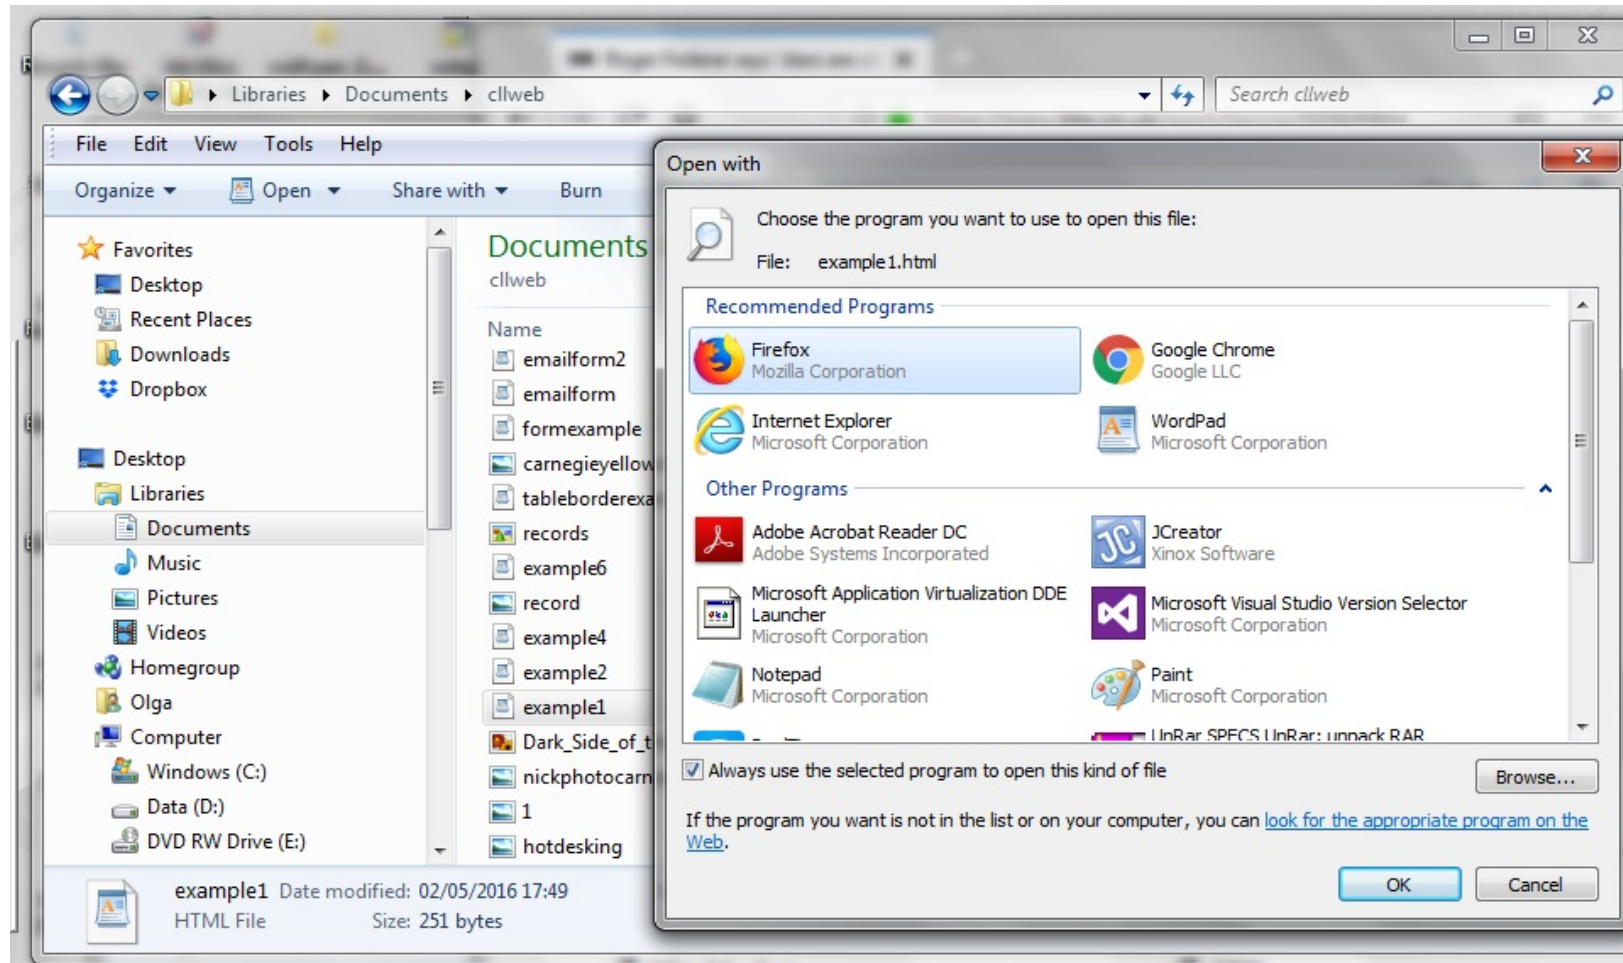 Libraries Documents cllweb
Search cllweb
File Edit View Tools Help
Organize Open Share with Burn
Favorites
Desktop
Recent Places
Downloads
Dropbox
Desktop
Libraries
Documents
Music
Pictures
Videos
Homegroup
Olga
Computer
Windows (C:)
Data (D:)
DVD RW Drive (E:)
Documents
cllweb
Name
emailform2
emailform
formexample
carnegieyellow
tableborderexa
records
example6
record
example4
example2
example1
Dark_Side_of_t
nickphotocarn
1
hotdesking
example1 Date modified: 02/05/2016 17:49
HTML File Size: 251 bytes
Open with
Choose the program you want to use to open this file:
File: example1.html
Recommended Programs
Firefox
Mozilla Corporation
Google Chrome
Google LLC
Internet Explorer
Microsoft Corporation
WordPad
Microsoft Corporation
Other Programs
Adobe Acrobat Reader DC
Adobe Systems Incorporated
JCreator
Xinox Software
Microsoft Application Virtualization DDE
Launcher
Microsoft Corporation
Microsoft Visual Studio Version Selector
Microsoft Corporation
Notepad
Microsoft Corporation
Paint
Microsoft Corporation
UnRar SPECS UnRar: unpack RAR
Always use the selected program to open this kind of file
Browse...
If the program you want is not in the list or on your computer, you can look for the appropriate program on the
Web.
OK Cancel